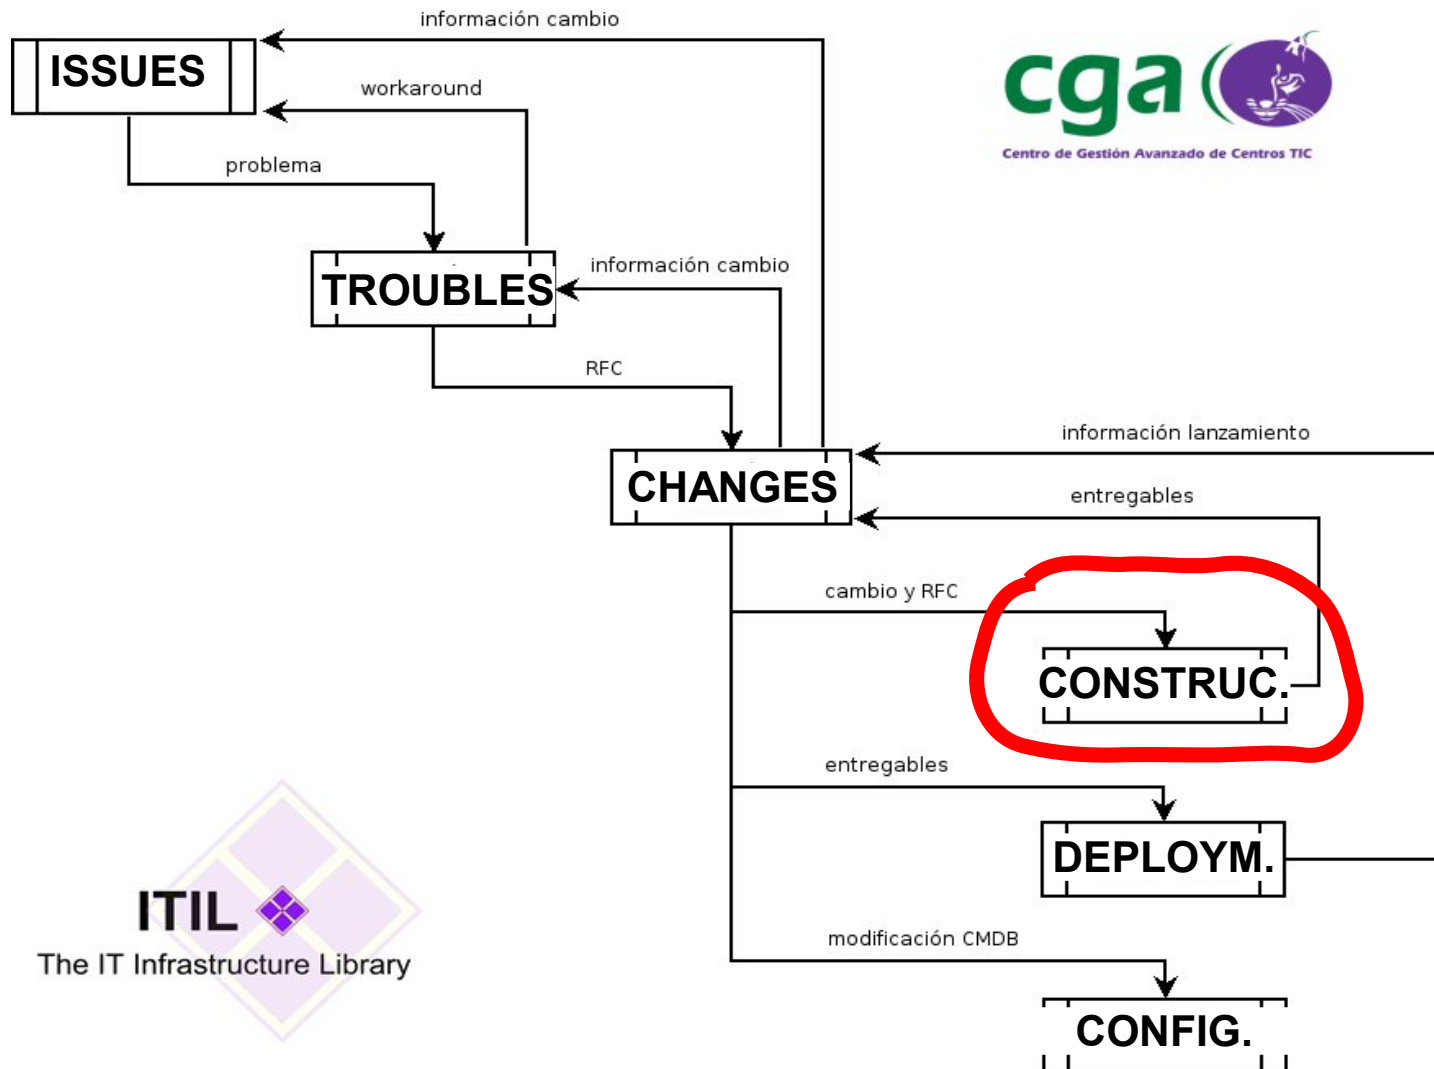 información cambio
ISSUES
workaround
cga
Centro de Gestión Avanzado de Centros TIC
problema
información cambio
TROUBLES
RFC
información lanzamiento
CHANGES
entregables
cambio y RFC
CONSTRUC.
entregables
DEPLOYM.
ITIL
The IT Infrastructure Library
modificación CMDB
CONFIG.